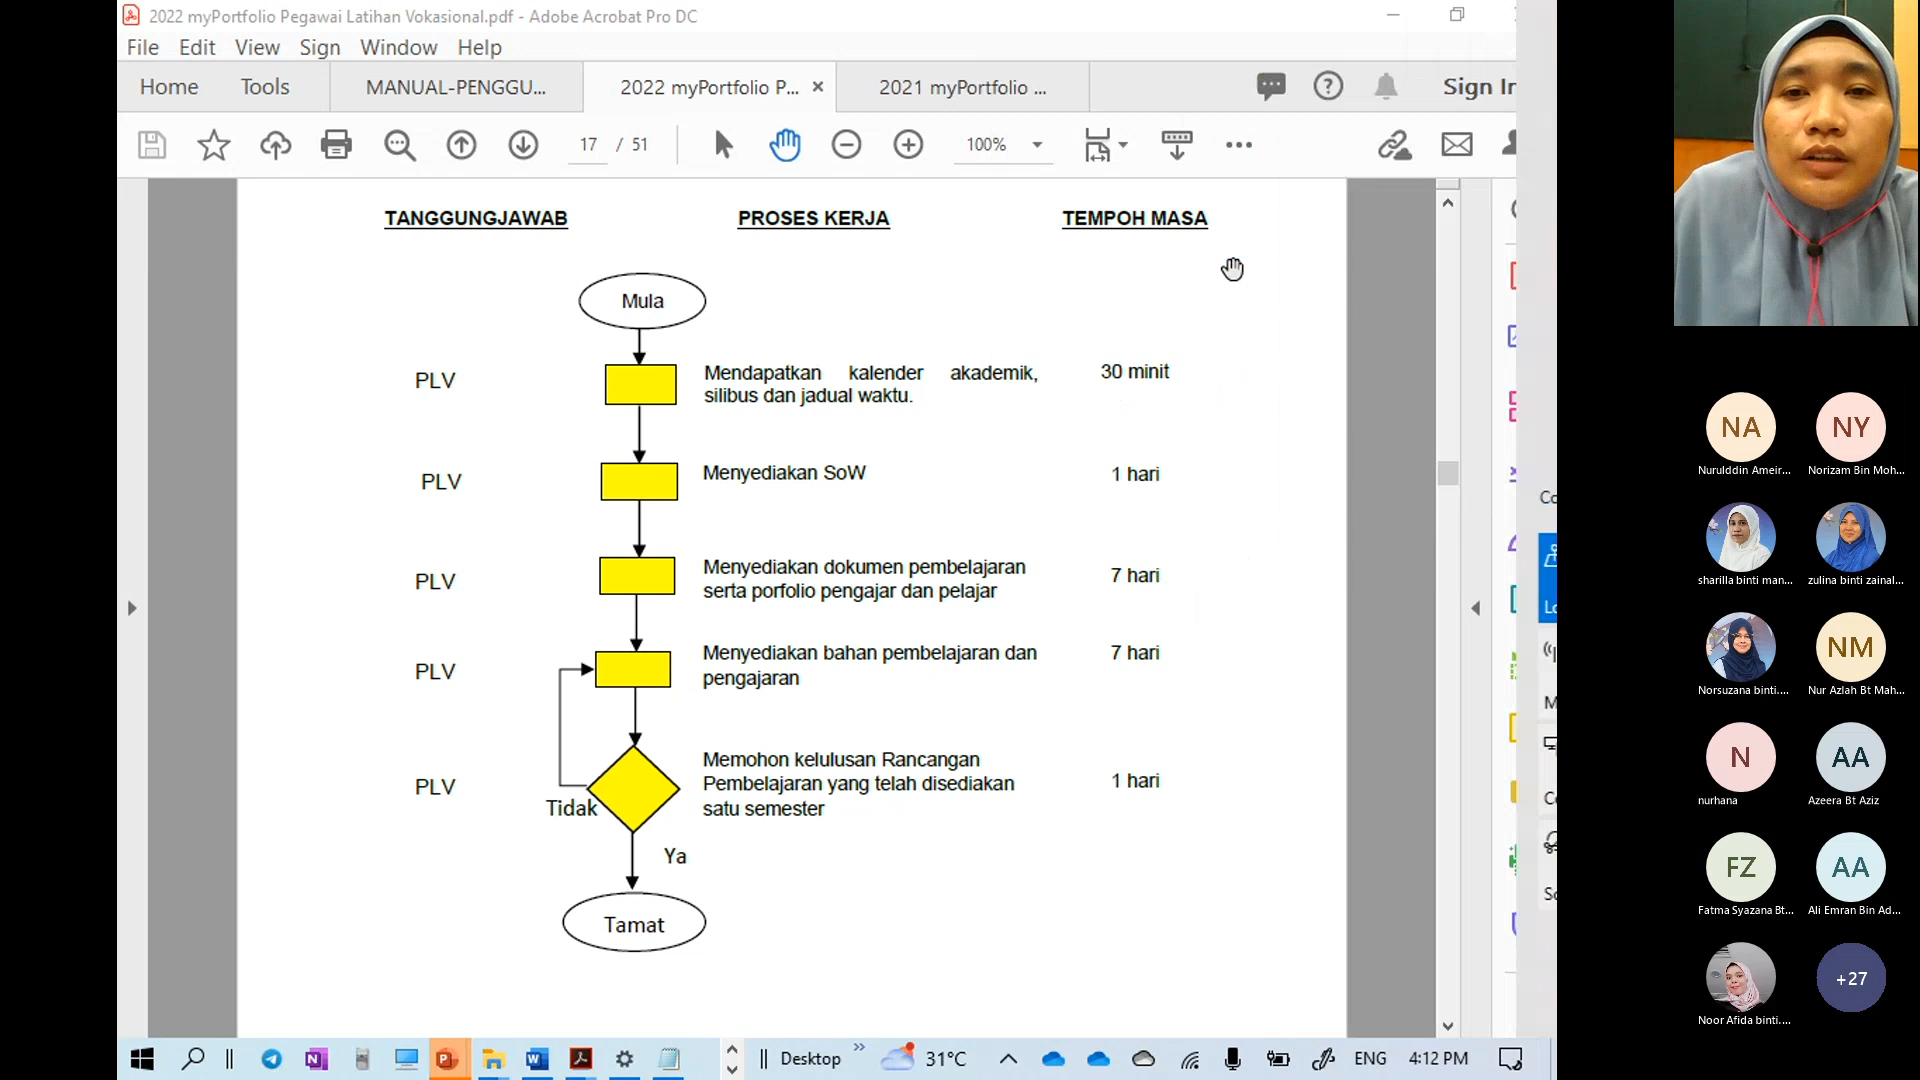 2022 myPortfolio Pegawai Latihan Vokasional.pdf - Adobe Acrobat Pro DC
File Edit View Sign Window Help
Home Tools MANUAL-PENGGU... 2022 myPortfolio P... × 2021 myPortfolio ... Sign In
17 / 51 100%
TANGGUNGJAWAB PROSES KERJA TEMPOH MASA
Mula
PLV Mendapatkan kalender akademik, 30 minit
silibus dan jadual waktu.
PLV Menyediakan SoW 1 hari
PLV Menyediakan dokumen pembelajaran 7 hari
serta porfolio pengajar dan pelajar
PLV Menyediakan bahan pembelajaran dan 7 hari
pengajaran
PLV Memohon kelulusan Rancangan
Pembelajaran yang telah disediakan 1 hari
satu semester
Tidak
Ya
Tamat
Desktop 31°C ENG 4:12 PM
NA NY
Nurulddin Ameir... Norizam Bin Moh...
sharilla binti man... zulina binti zainal...
NM
Norsuzana binti.... Nur Azlah Bt Mah...
N AA
nurhana Azeera Bt Aziz
FZ AA
Fatma Syazana Bt... Ali Emran Bin Ad...
+27
Noor Afida binti....